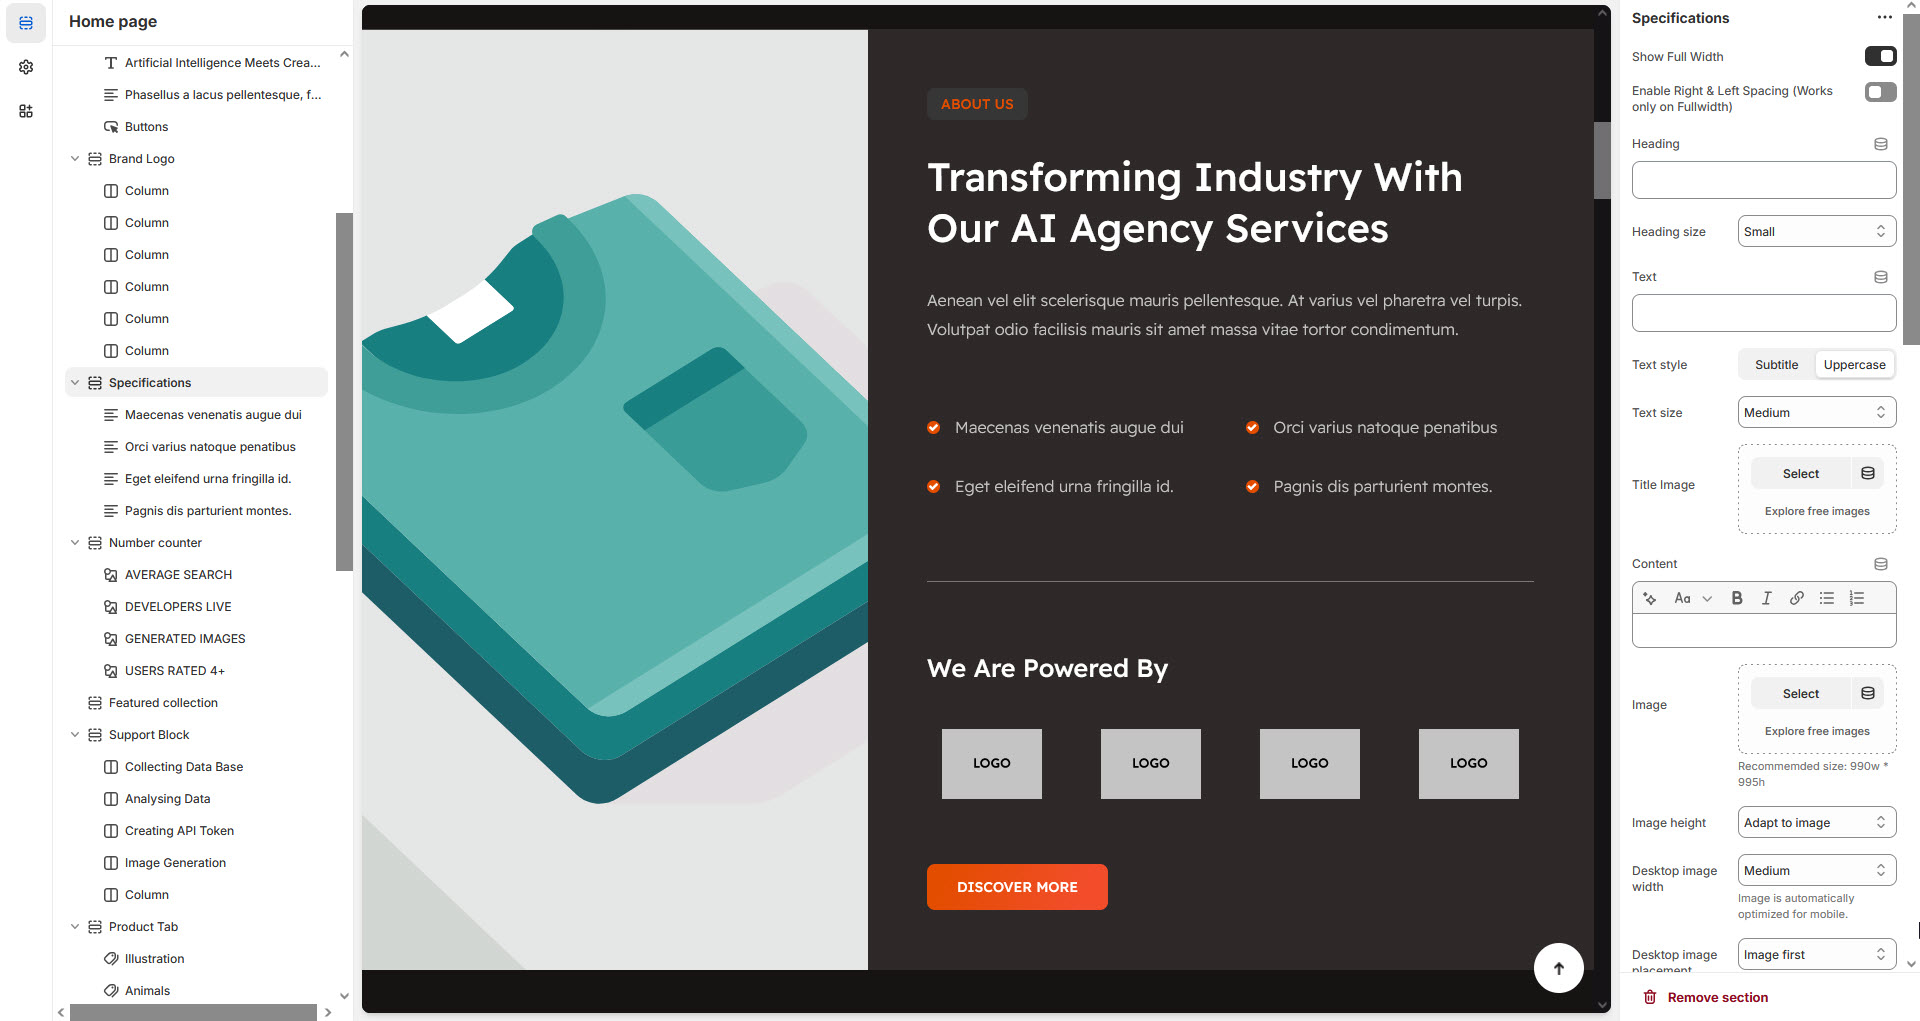 Home page
Artificial Intelligence Meets Crea...
Phasellus a lacus pellentesque, f...
Buttons
Brand Logo
Column
Column
Column
Column
Column
Column
Specifications
Maecenas venenatis augue dui
Orci varius natoque penatibus
Eget eleifend urna fringilla id.
Pagnis dis parturient montes.
Number counter
AVERAGE SEARCH
DEVELOPERS LIVE
GENERATED IMAGES
USERS RATED 4+
Featured collection
Support Block
Collecting Data Base
Analysing Data
Creating API Token
Image Generation
Column
Product Tab
Illustration
Animals
ABOUT US
Transforming Industry With
Our AI Agency Services
Aenean vel elit scelerisque mauris pellentesque. At varius vel pharetra vel turpis.
Volutpat odio facilisis mauris sit amet massa vitae tortor condimentum.
Maecenas venenatis augue dui
Orci varius natoque penatibus
Eget eleifend urna fringilla id.
Pagnis dis parturient montes.
We Are Powered By
LOGO
LOGO
LOGO
LOGO
DISCOVER MORE
Specifications
Show Full Width
Enable Right & Left Spacing (Works
only on Fullwidth)
Heading
Heading size
Small
Text
Text style
Subtitle
Uppercase
Text size
Medium
Title Image
Select
Explore free images
Content
Aa
B
I
Image
Select
Explore free images
Recommemded size: 990w *
995h
Image height
Adapt to image
Desktop image
width
Medium
Image is automatically
optimized for mobile.
Desktop image
placement
Image first
Remove section